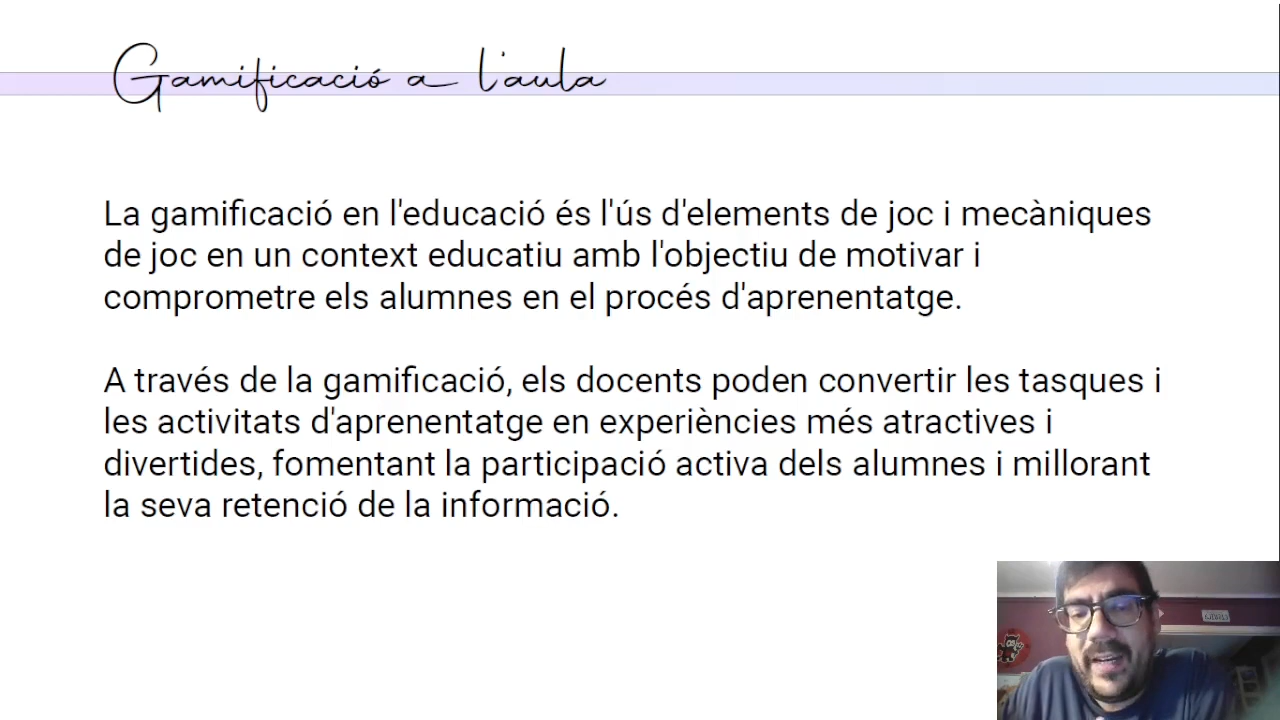 Gamificació a l'aula
La gamificació en l'educació és l'ús d'elements de joc i mecàniques
de joc en un context educatiu amb l'objectiu de motivar i
comprometre els alumnes en el procés d'aprenentatge.
A través de la gamificació, els docents poden convertir les tasques i
les activitats d'aprenentatge en experiències més atractives i
divertides, fomentant la participació activa dels alumnes i millorant
la seva retenció de la informació.